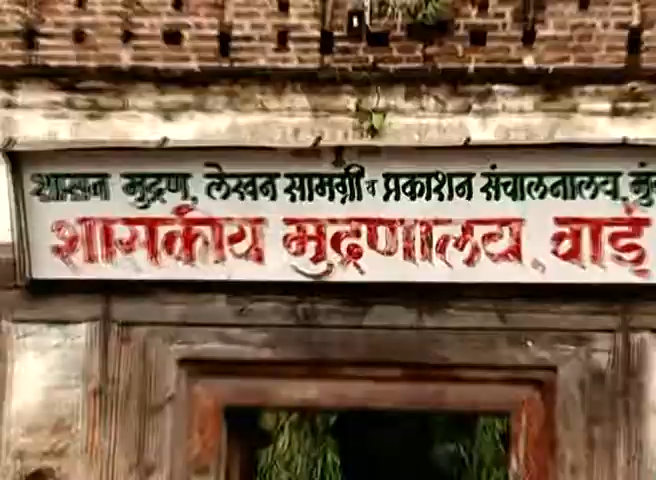 शासन मुद्रण, लेखन सामग्री व प्रकाशन संचालनालय,
शासकीय मुद्रणालय, वाई